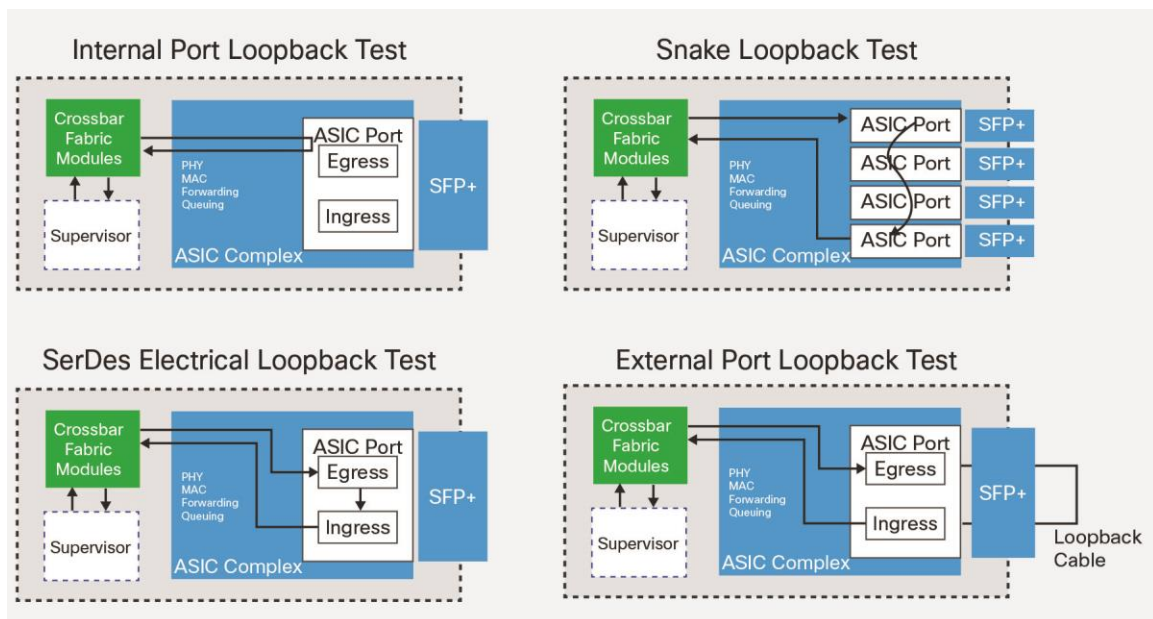 Internal Port Loopback Test
Crossbar
Fabric
Modules
Supervisor
PHY
MAC
Forwarding
Queuing
ASIC Complex
ASIC Port
Egress
Ingress
SFP+
Snake Loopback Test
Crossbar
Fabric
Modules
Supervisor
PHY
MAC
Forwarding
Queuing
ASIC Complex
ASIC Port
SFP+
ASIC Port
SFP+
ASIC Port
SFP+
ASIC Port
SFP+
SerDes Electrical Loopback Test
Crossbar
Fabric
Modules
Supervisor
PHY
MAC
Forwarding
Queuing
ASIC Complex
ASIC Port
Egress
Ingress
SFP+
External Port Loopback Test
Crossbar
Fabric
Modules
Supervisor
PHY
MAC
Forwarding
Queuing
ASIC Complex
ASIC Port
Egress
Ingress
SFP+
Loopback
Cable